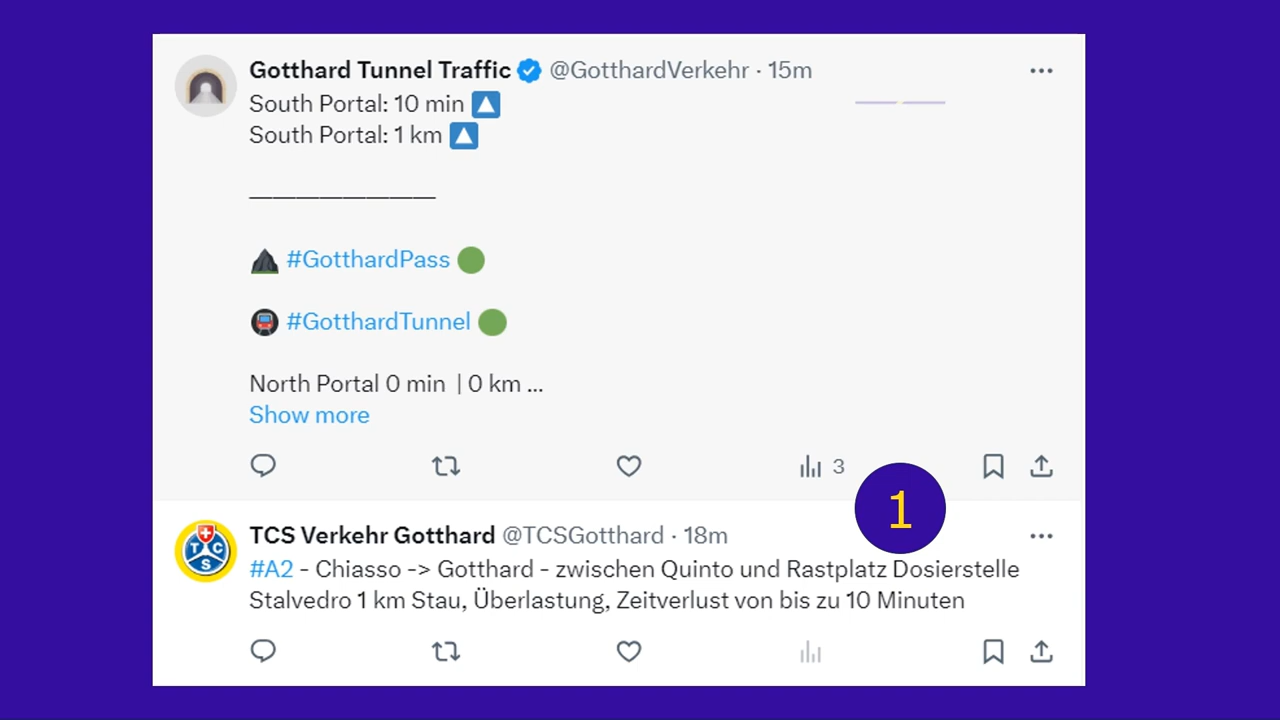 Gotthard Tunnel Traffic @GotthardVerkehr · 15m
South Portal: 10 min
South Portal: 1 km
#GotthardPass
#GotthardTunnel
North Portal 0 min | 0 km ...
Show more
3
1
TCS Verkehr Gotthard @TCSGotthard · 18m
TCS
#A2 - Chiasso -> Gotthard - zwischen Quinto und Rastplatz Dosierstelle
Stalvedro 1 km Stau, Überlastung, Zeitverlust von bis zu 10 Minuten